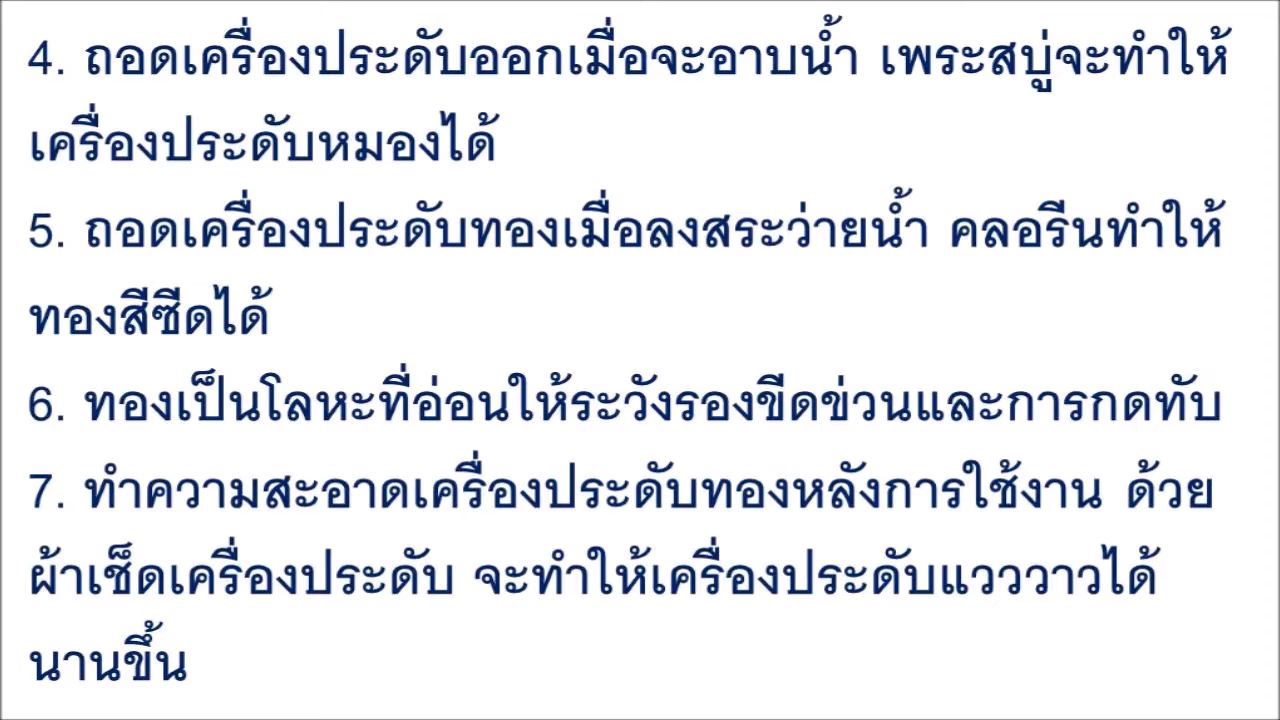 4. ถอดเครื่องประดับออกเมื่อจะอาบน้ำ เพระสบู่จะทำให้
เครื่องประดับหมองได้
5. ถอดเครื่องประดับทองเมื่อลงสระว่ายน้ำ คลอรีนทำให้
ทองสีซีดได้
6. ทองเป็นโลหะที่อ่อนให้ระวังรองขีดข่วนและการกดทับ
7. ทำความสะอาดเครื่องประดับทองหลังการใช้งาน ด้วย
ผ้าเช็ดเครื่องประดับ จะทำให้เครื่องประดับแววววาวได้
นานขึ้น